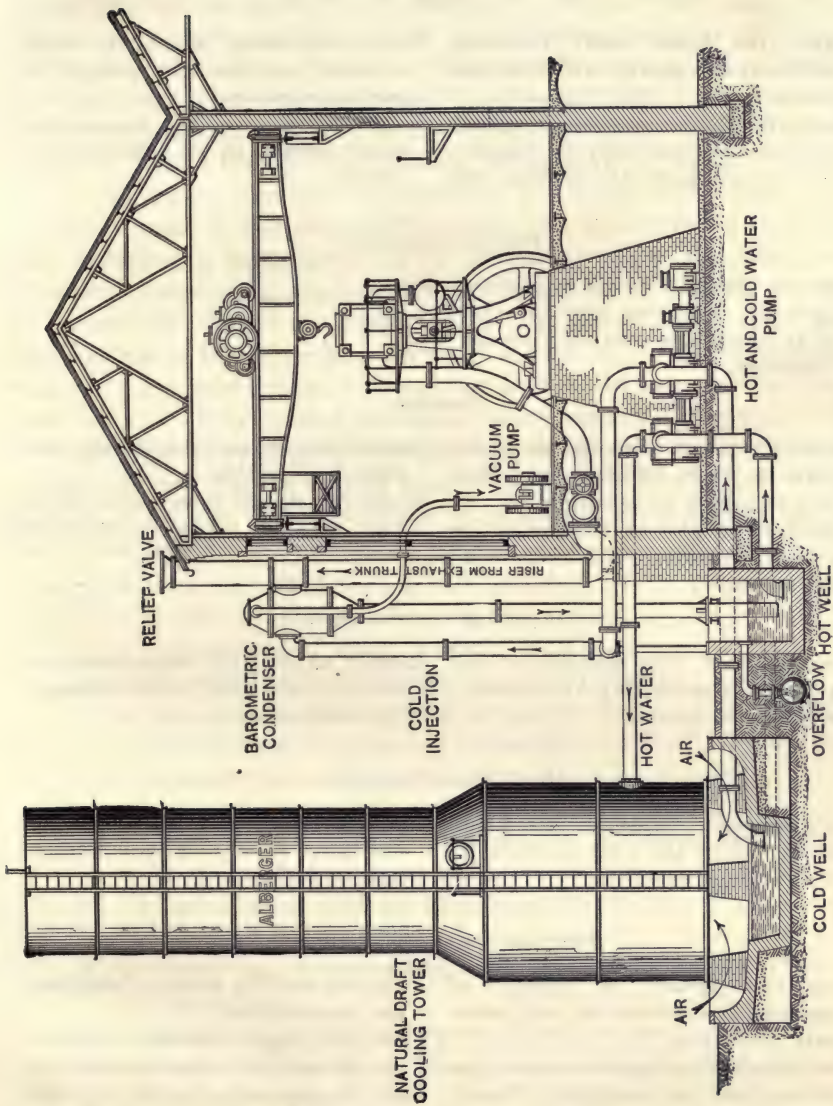 RELIEF VALVE
BAROMETRIC
CONDENSER
RISER FROM EXHAUST TRUNK
VACUUM
PUMP
COLD
INJECTION
HOT AND COLD WATER
PUMP
ALBERGER
NATURAL DRAFT
COOLING TOWER
HOT WATER
AIR
AIR
COLD WELL
OVERFLOW
HOT WELL